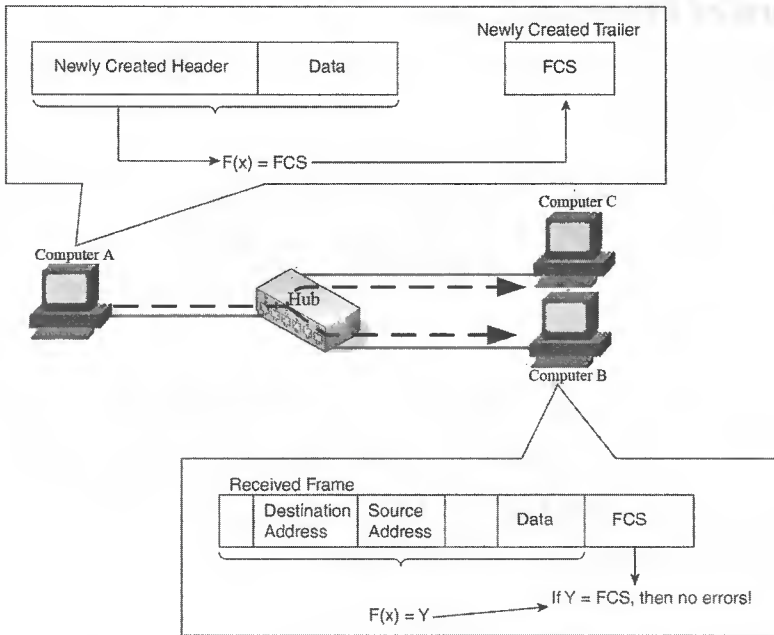 Newly Created Trailer
Newly Created Header
Data
FCS
F(x) = FCS
Computer C
Computer A
Hub
Computer B
Received Frame
Destination
Address
Source
Address
Data
FCS
If Y = FCS, then no errors!
F(x) = Y